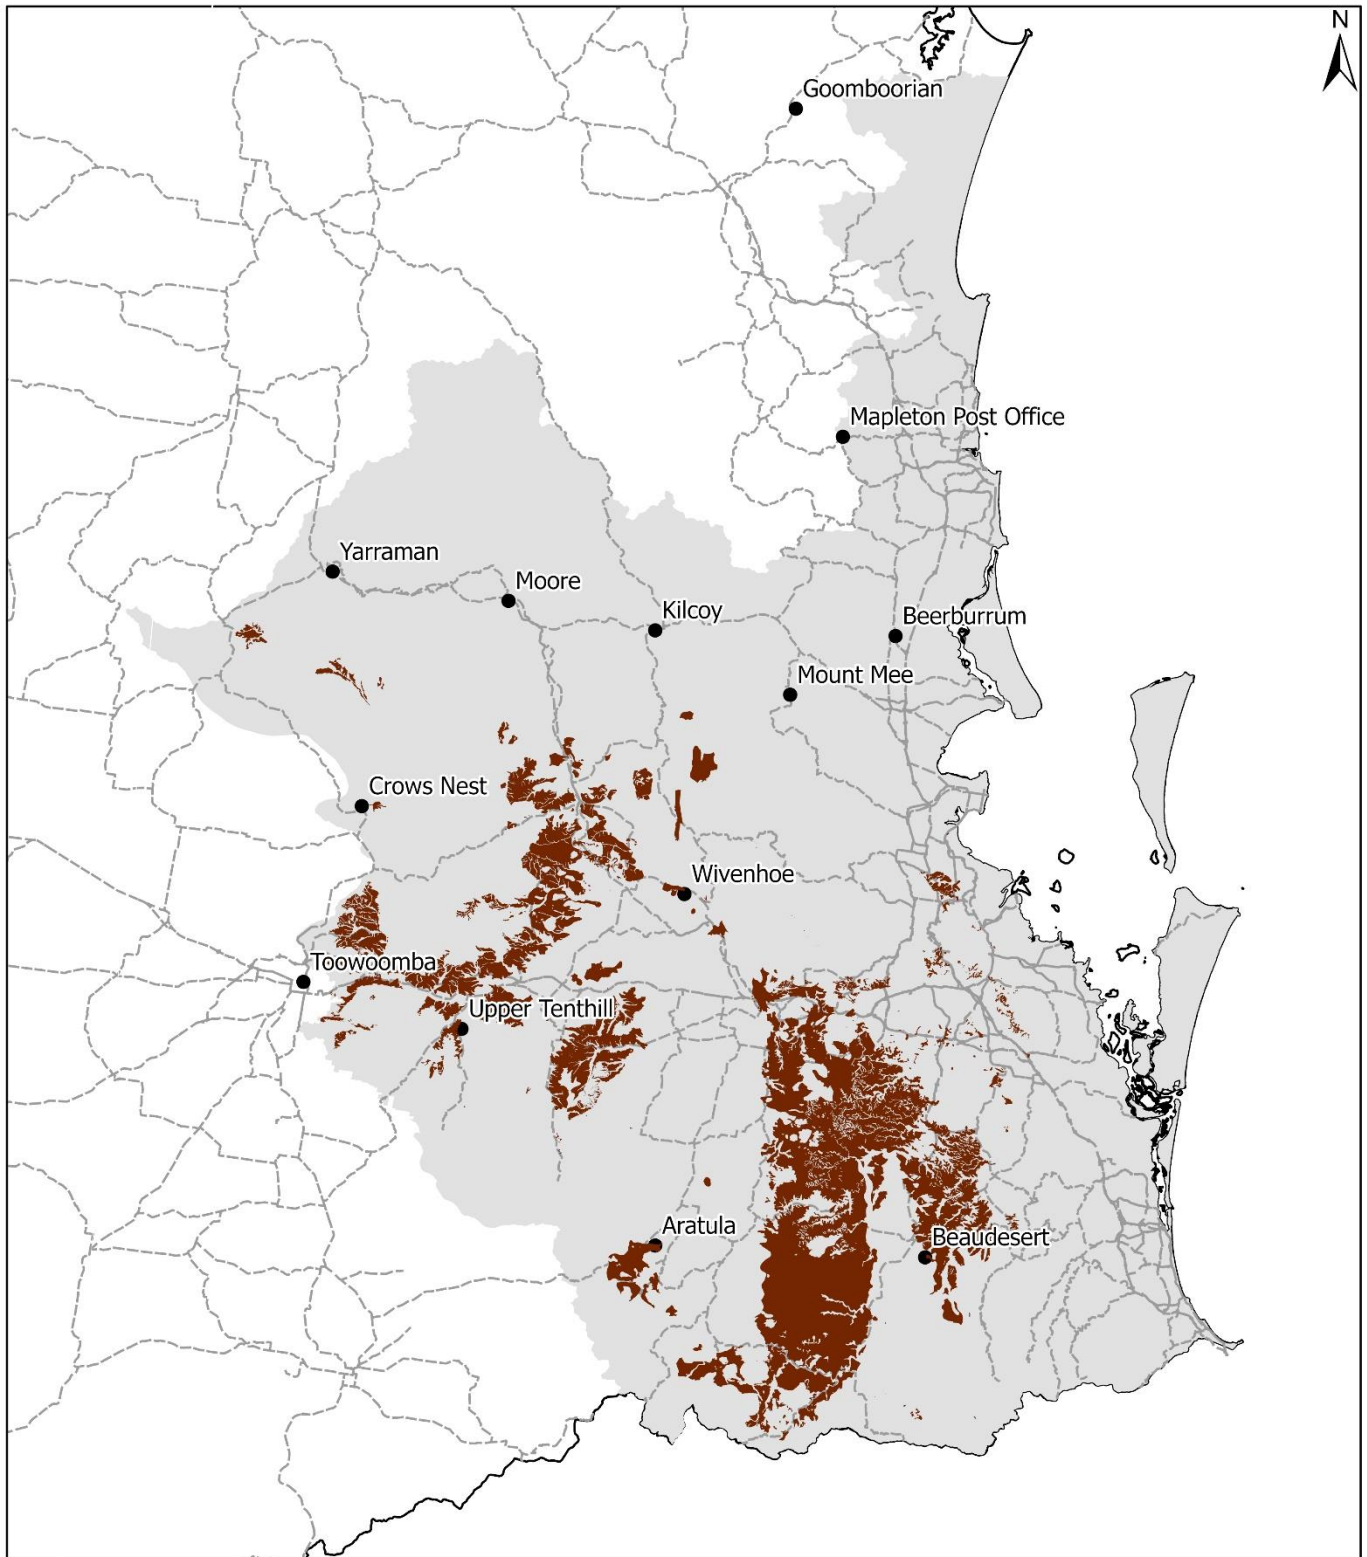 N
Goomboorian
Mapleton Post Office
Yarraman
Moore
Kilcoy
Beerburrum
Mount Mee
Crows Nest
Wivenhoe
Toowoomba
Upper Tenthill
Aratula
Beaudesert